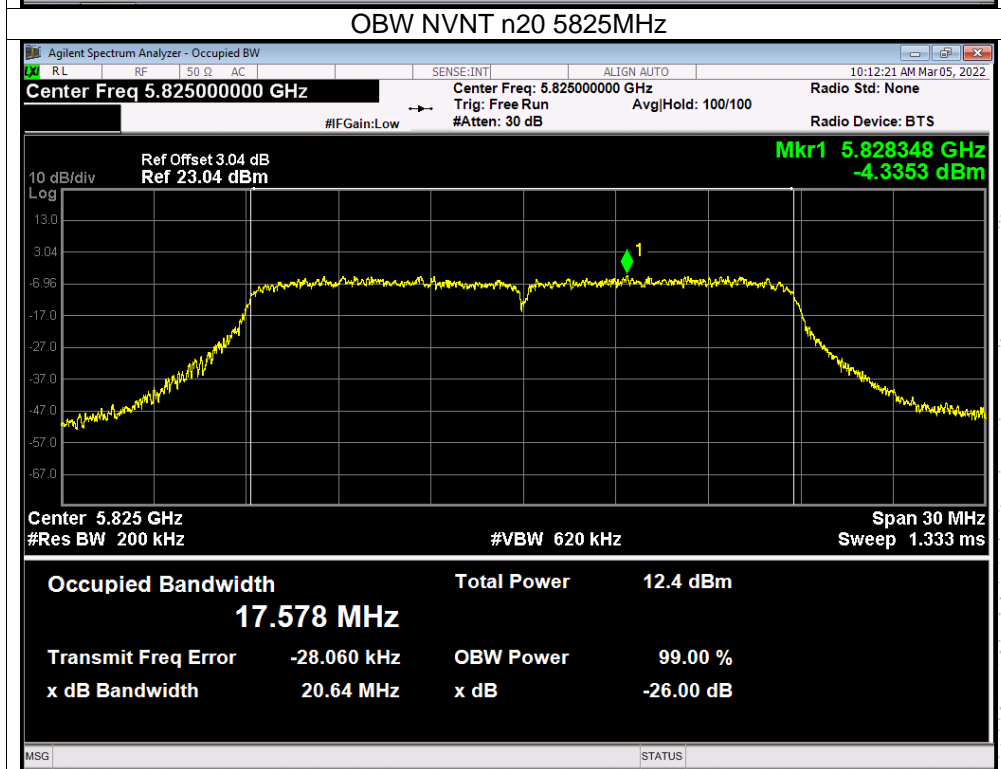 OBW NVNT n20 5825MHz
Agilent Spectrum Analyzer - Occupied BW
LXI RL RF 50 Ω AC SENSE:INT ALIGN AUTO 10:12:21 AM Mar 05, 2022
Center Freq 5.825000000 GHz Center Freq: 5.825000000 GHz Radio Std: None
Trig: Free Run Avg|Hold: 100/100
#IFGain:Low #Atten: 30 dB Radio Device: BTS
Mkr1 5.828348 GHz
Ref Offset 3.04 dB
10 dB/div Ref 23.04 dBm -4.3353 dBm
Log
13.0
3.04
1
-6.96
-17.0
-27.0
-37.0
-47.0
-57.0
-67.0
Center 5.825 GHz Span 30 MHz
#Res BW 200 kHz #VBW 620 kHz Sweep 1.333 ms
Occupied Bandwidth Total Power 12.4 dBm
17.578 MHz
Transmit Freq Error -28.060 kHz OBW Power 99.00 %
x dB Bandwidth 20.64 MHz x dB -26.00 dB
MSG STATUS